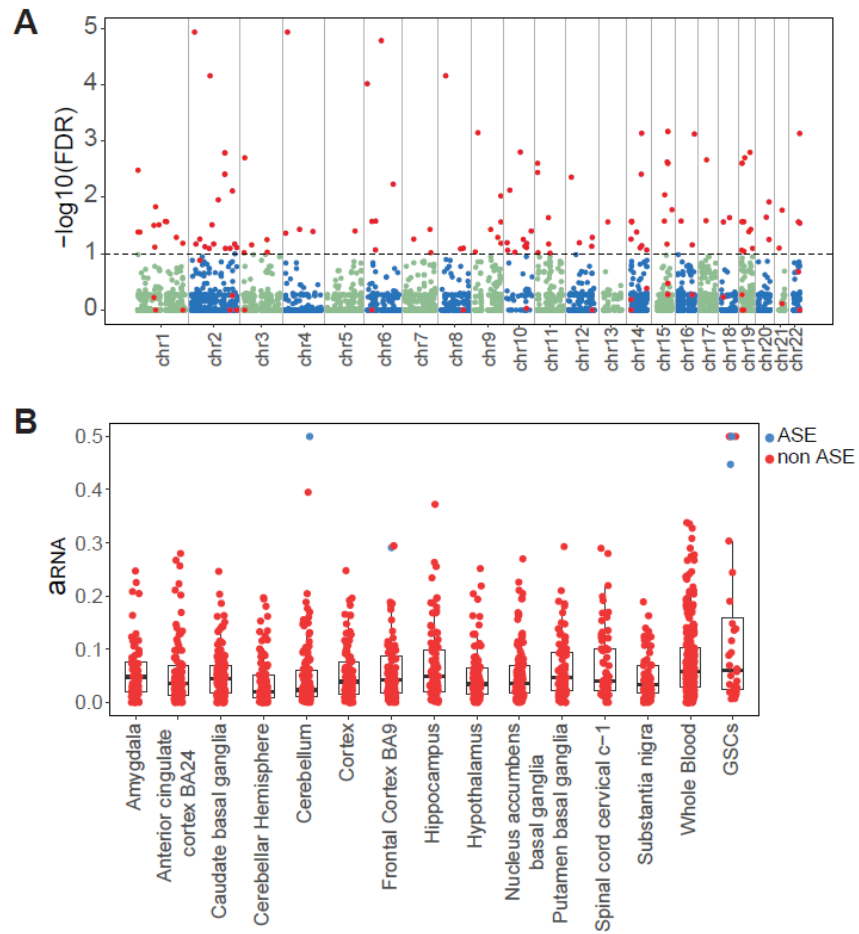 A
−log10(FDR)
5
4
3
2
1
0
chr1
chr2
chr3
chr4
chr5
chr6
chr7
chr8
chr9
chr10
chr11
chr12
chr13
chr14
chr15
chr16
chr17
chr18
chr19
chr20
chr21
chr22
B
aRNA
0.5
0.4
0.3
0.2
0.1
0.0
ASE
non ASE
Amygdala
Anterior cingulate
cortex BA24
Caudate basal ganglia
Cerebellar Hemisphere
Cerebellum
Cortex
Frontal Cortex BA9
Hippocampus
Hypothalamus
Nucleus accumbens
basal ganglia
Putamen basal ganglia
Spinal cord cervical c−1
Substantia nigra
Whole Blood
GSCs